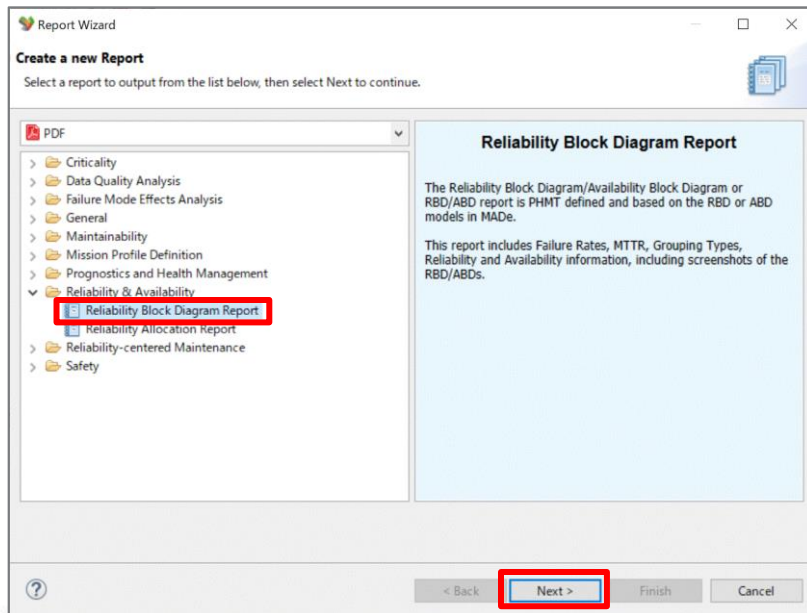 Report Wizard
Create a new Report
Select a report to output from the list below, then select Next to continue.
PDF
Criticality
Data Quality Analysis
Failure Mode Effects Analysis
General
Maintainability
Mission Profile Definition
Prognostics and Health Management
Reliability & Availability
Reliability Block Diagram Report
Reliability Allocation Report
Reliability-centered Maintenance
Safety
Reliability Block Diagram Report
The Reliability Block Diagram/Availability Block Diagram or
RBD/ABD report is PHMT defined and based on the RBD or ABD
models in MADe.
This report includes Failure Rates, MTTR, Grouping Types,
Reliability and Availability information, including screenshots of the
RBD/ABDs.
?
< Back
Next >
Finish
Cancel